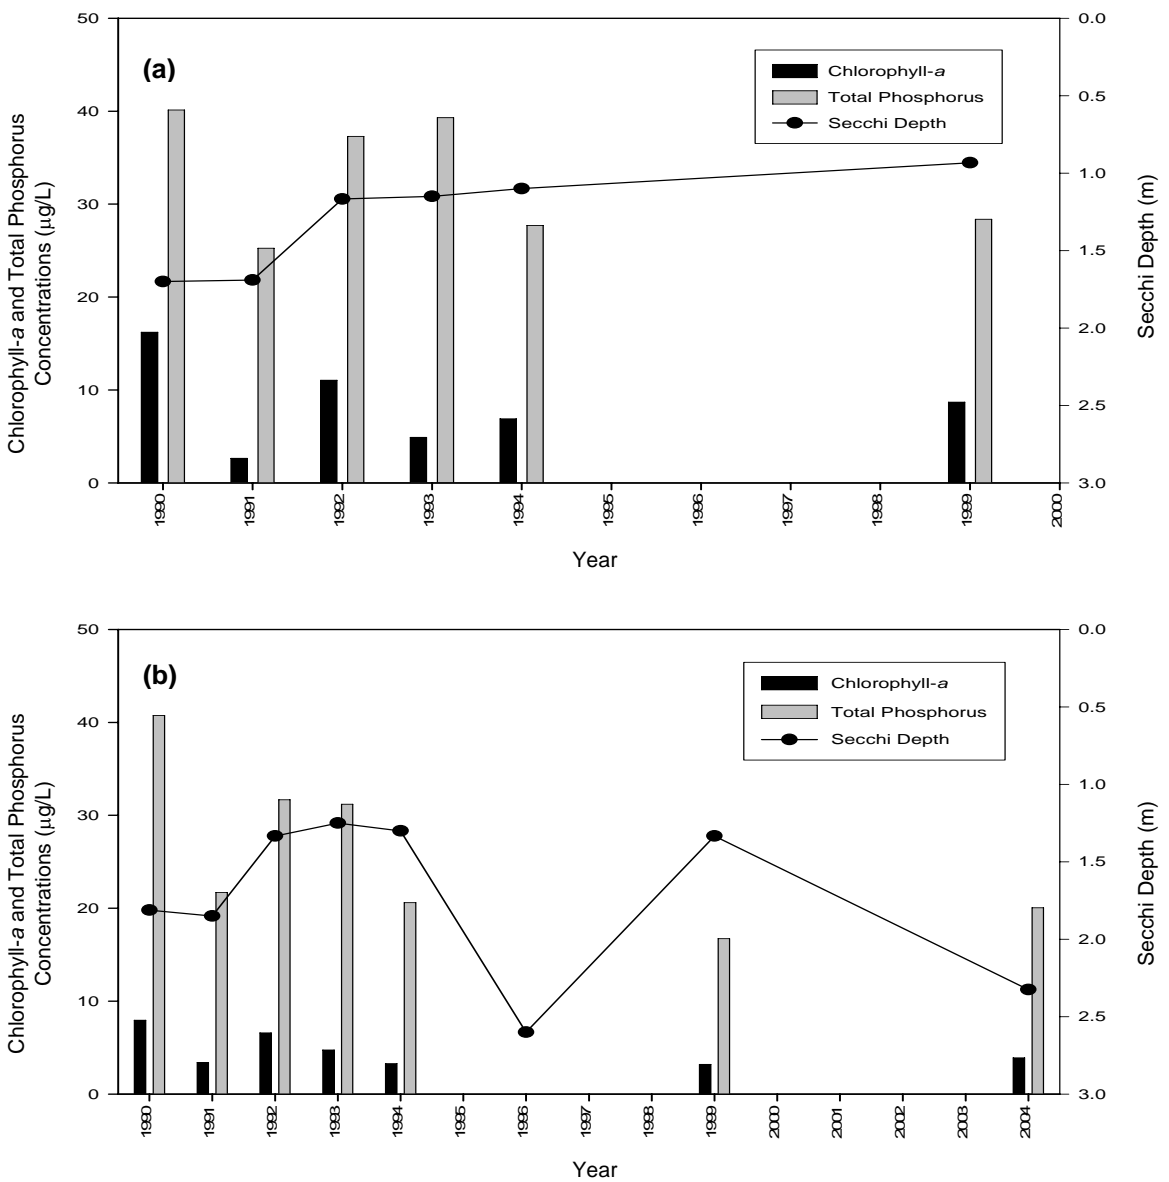 50
40
30
20
10
0
Chlorophyll-a and Total Phosphorus
Concentrations (µg/L)
(a)
Chlorophyll-a
Total Phosphorus
Secchi Depth
0.0
0.5
1.0
1.5
2.0
2.5
3.0
Secchi Depth (m)
1990 1991 1992 1993 1994 1995 1996 1997 1998 1999 2000
Year
50
40
30
20
10
0
Chlorophyll-a and Total Phosphorus
Concentrations (µg/L)
(b)
Chlorophyll-a
Total Phosphorus
Secchi Depth
0.0
0.5
1.0
1.5
2.0
2.5
3.0
Secchi Depth (m)
1990 1991 1992 1993 1994 1995 1996 1997 1998 1999 2000 2001 2002 2003 2004
Year